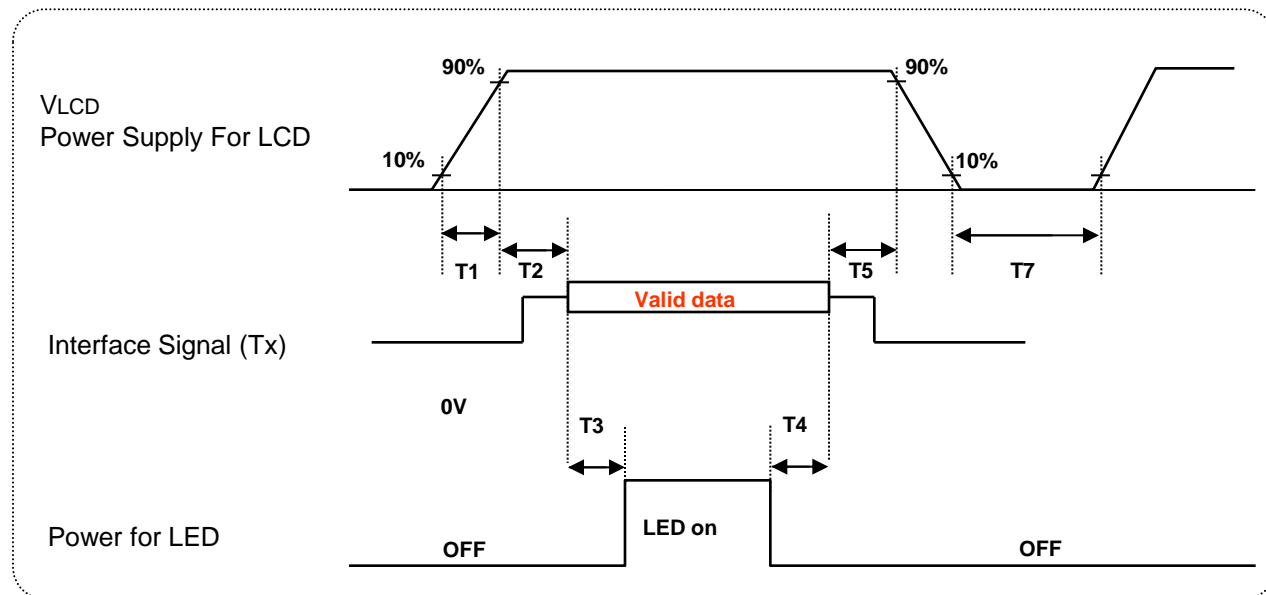 90%
90%
VLCD
Power Supply For LCD
10%
10%
T1
T2
T5
T7
Valid data
Interface Signal (Tx)
0V
T3
T4
LED on
Power for LED
OFF
OFF